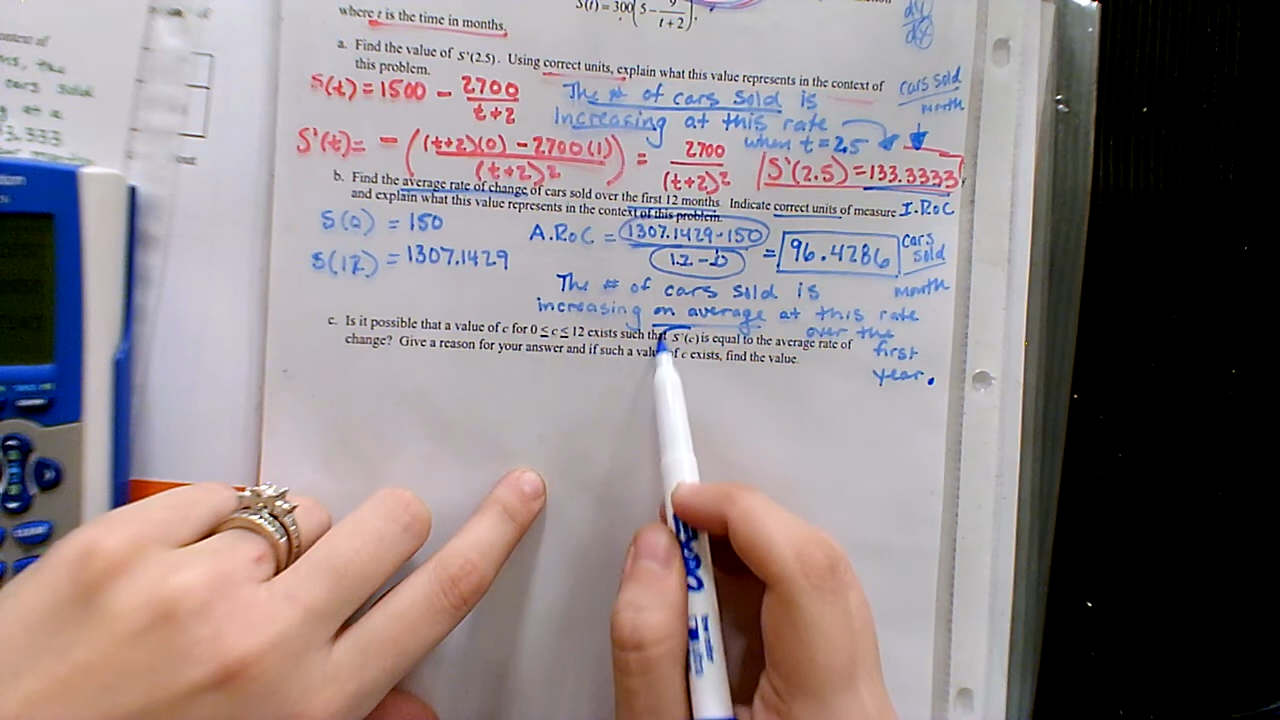 S(t) = 300(5 - 9/(t+2)),
where t is the time in months.
a. Find the value of S'(2.5). Using correct units, explain what this value represents in the context of
this problem.
cars sold
month
S(t) = 1500 - 2700/(t+2)
The # of cars sold is
increasing at this rate
when t = 2.5
S'(t) = -(((t+2)(0) - 2700(1))/(t+2)²) = 2700/(t+2)²
S'(2.5) = 133.3333
b. Find the average rate of change of cars sold over the first 12 months. Indicate correct units of measure
and explain what this value represents in the context of this problem.
I.RoC
S(0) = 150
S(12) = 1307.1429
A.RoC = (1307.1429 - 150)/(12 - 0) = 96.4286 cars sold/month
The # of cars sold is
increasing on average at this rate
over the
first
year.
c. Is it possible that a value of c for 0 ≤ c ≤ 12 exists such that S'(c) is equal to the average rate of
change? Give a reason for your answer and if such a value of c exists, find the value.
dy
dx
cars sold
3.333